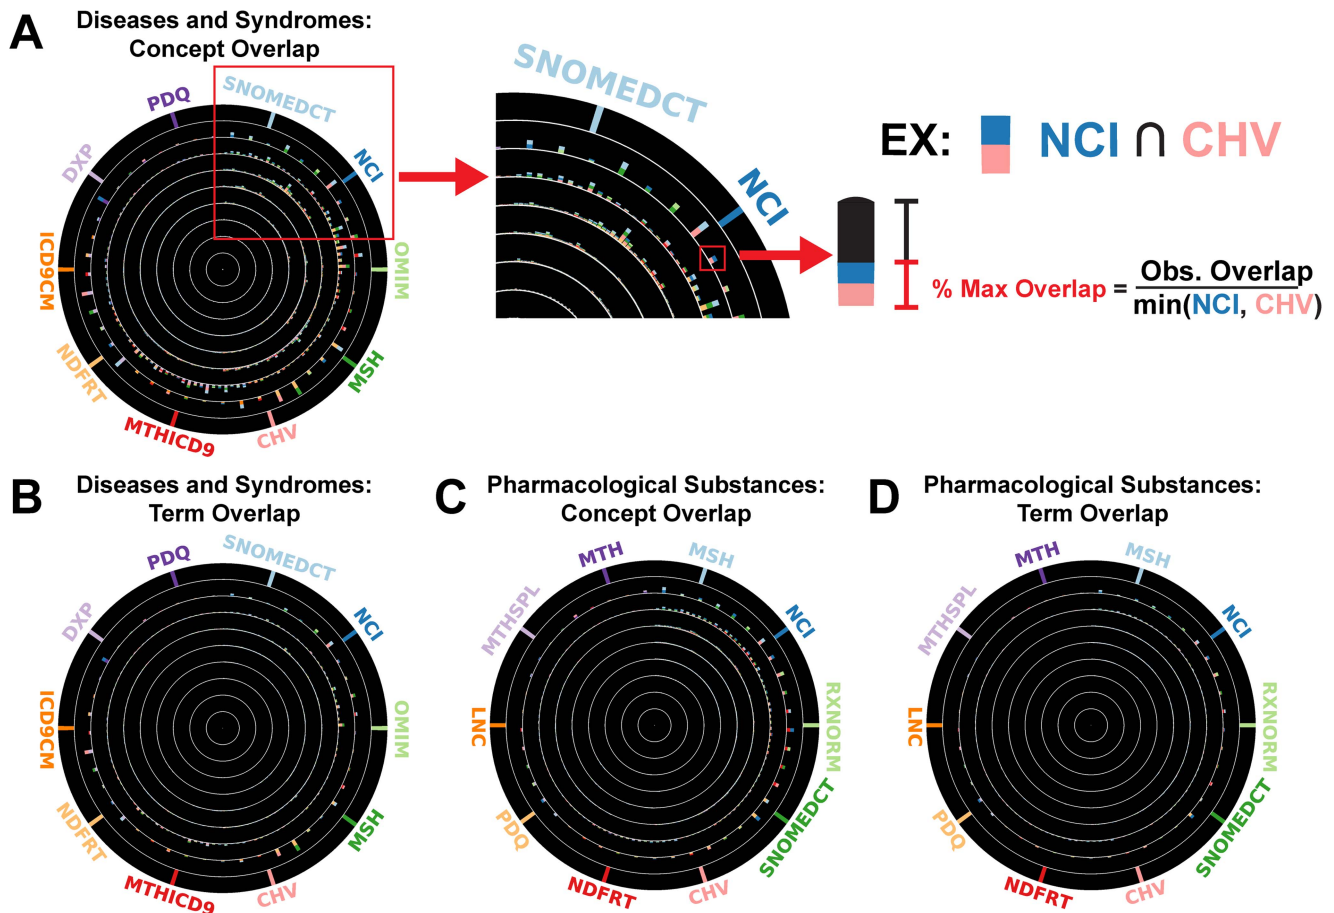 A
Diseases and Syndromes:
Concept Overlap
PDQ
SNOMEDCT
DXP
NCI
ICD9CM
OMIM
NDFRT
MSH
MTHICD9
CHV
SNOMEDCT
NCI
EX: NCI ∩ CHV
% Max Overlap = Obs. Overlap
min(NCI, CHV)
B
Diseases and Syndromes:
Term Overlap
PDQ
SNOMEDCT
DXP
NCI
ICD9CM
OMIM
NDFRT
MSH
MTHICD9
CHV
C
Pharmacological Substances:
Concept Overlap
MTH
MSH
MTHSPL
NCI
LNC
RXNORM
PDQ
SNOMEDCT
NDFRT
CHV
D
Pharmacological Substances:
Term Overlap
MTH
MSH
MTHSPL
NCI
LNC
RXNORM
PDQ
SNOMEDCT
NDFRT
CHV